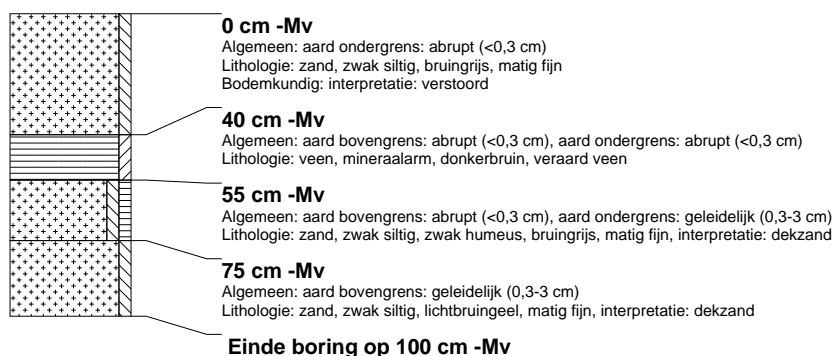 0 cm -Mv
Algemeen: aard ondergrens: abrupt (<0,3 cm)
Lithologie: zand, zwak siltig, bruingrijs, matig fijn
Bodemkundig: interpretatie: verstoord
40 cm -Mv
Algemeen: aard bovengrens: abrupt (<0,3 cm), aard ondergrens: abrupt (<0,3 cm)
Lithologie: veen, mineraalarm, donkerbruin, veraard veen
55 cm -Mv
Algemeen: aard bovengrens: abrupt (<0,3 cm), aard ondergrens: geleidelijk (0,3-3 cm)
Lithologie: zand, zwak siltig, zwak humeus, bruingrijs, matig fijn, interpretatie: dekzand
75 cm -Mv
Algemeen: aard bovengrens: geleidelijk (0,3-3 cm)
Lithologie: zand, zwak siltig, lichtbruingeel, matig fijn, interpretatie: dekzand
Einde boring op 100 cm -Mv